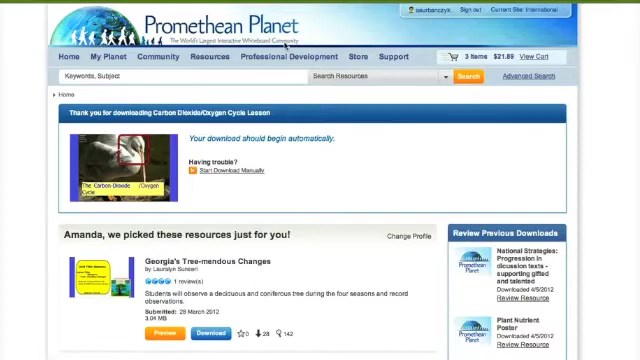 asurbanczyk Sign out Current Site: International
Promethean Planet
The World's Largest Interactive Whiteboard Community
Home My Planet Community Resources Professional Development Store Support
3 Items $21.89 View Cart
Keywords, Subject Search Resources Search Advanced Search
Home
Thank you for downloading Carbon Dioxide/Oxygen Cycle Lesson
Your download should begin automatically.
Having trouble?
Start Download Manually
The Carbon-Dioxide /Oxygen
Cycle
Amanda, we picked these resources just for you! Change Profile
Georgia's Tree-mendous Changes
1 review(s)
Students will observe a deciduous and coniferous tree during the four seasons and record
observations.
Submitted: 28 March 2012
3.04 MB
Preview Download 0 28 142
Review Previous Downloads
Promethean
Planet
National Strategies:
Progression in
dicussion texts -
supporting gifted
and talented
Downloaded 4/5/2012
Review Resource
Promethean
Planet
Plant Nutrient
Poster
Downloaded 4/5/2012
Review Resource